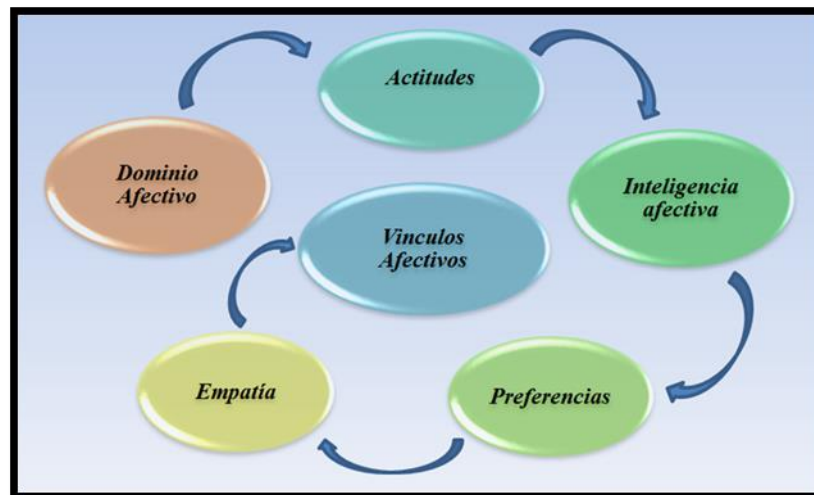 Actitudes
Dominio
Afectivo
Inteligencia
afectiva
Vinculos
Afectivos
Empatía
Preferencias